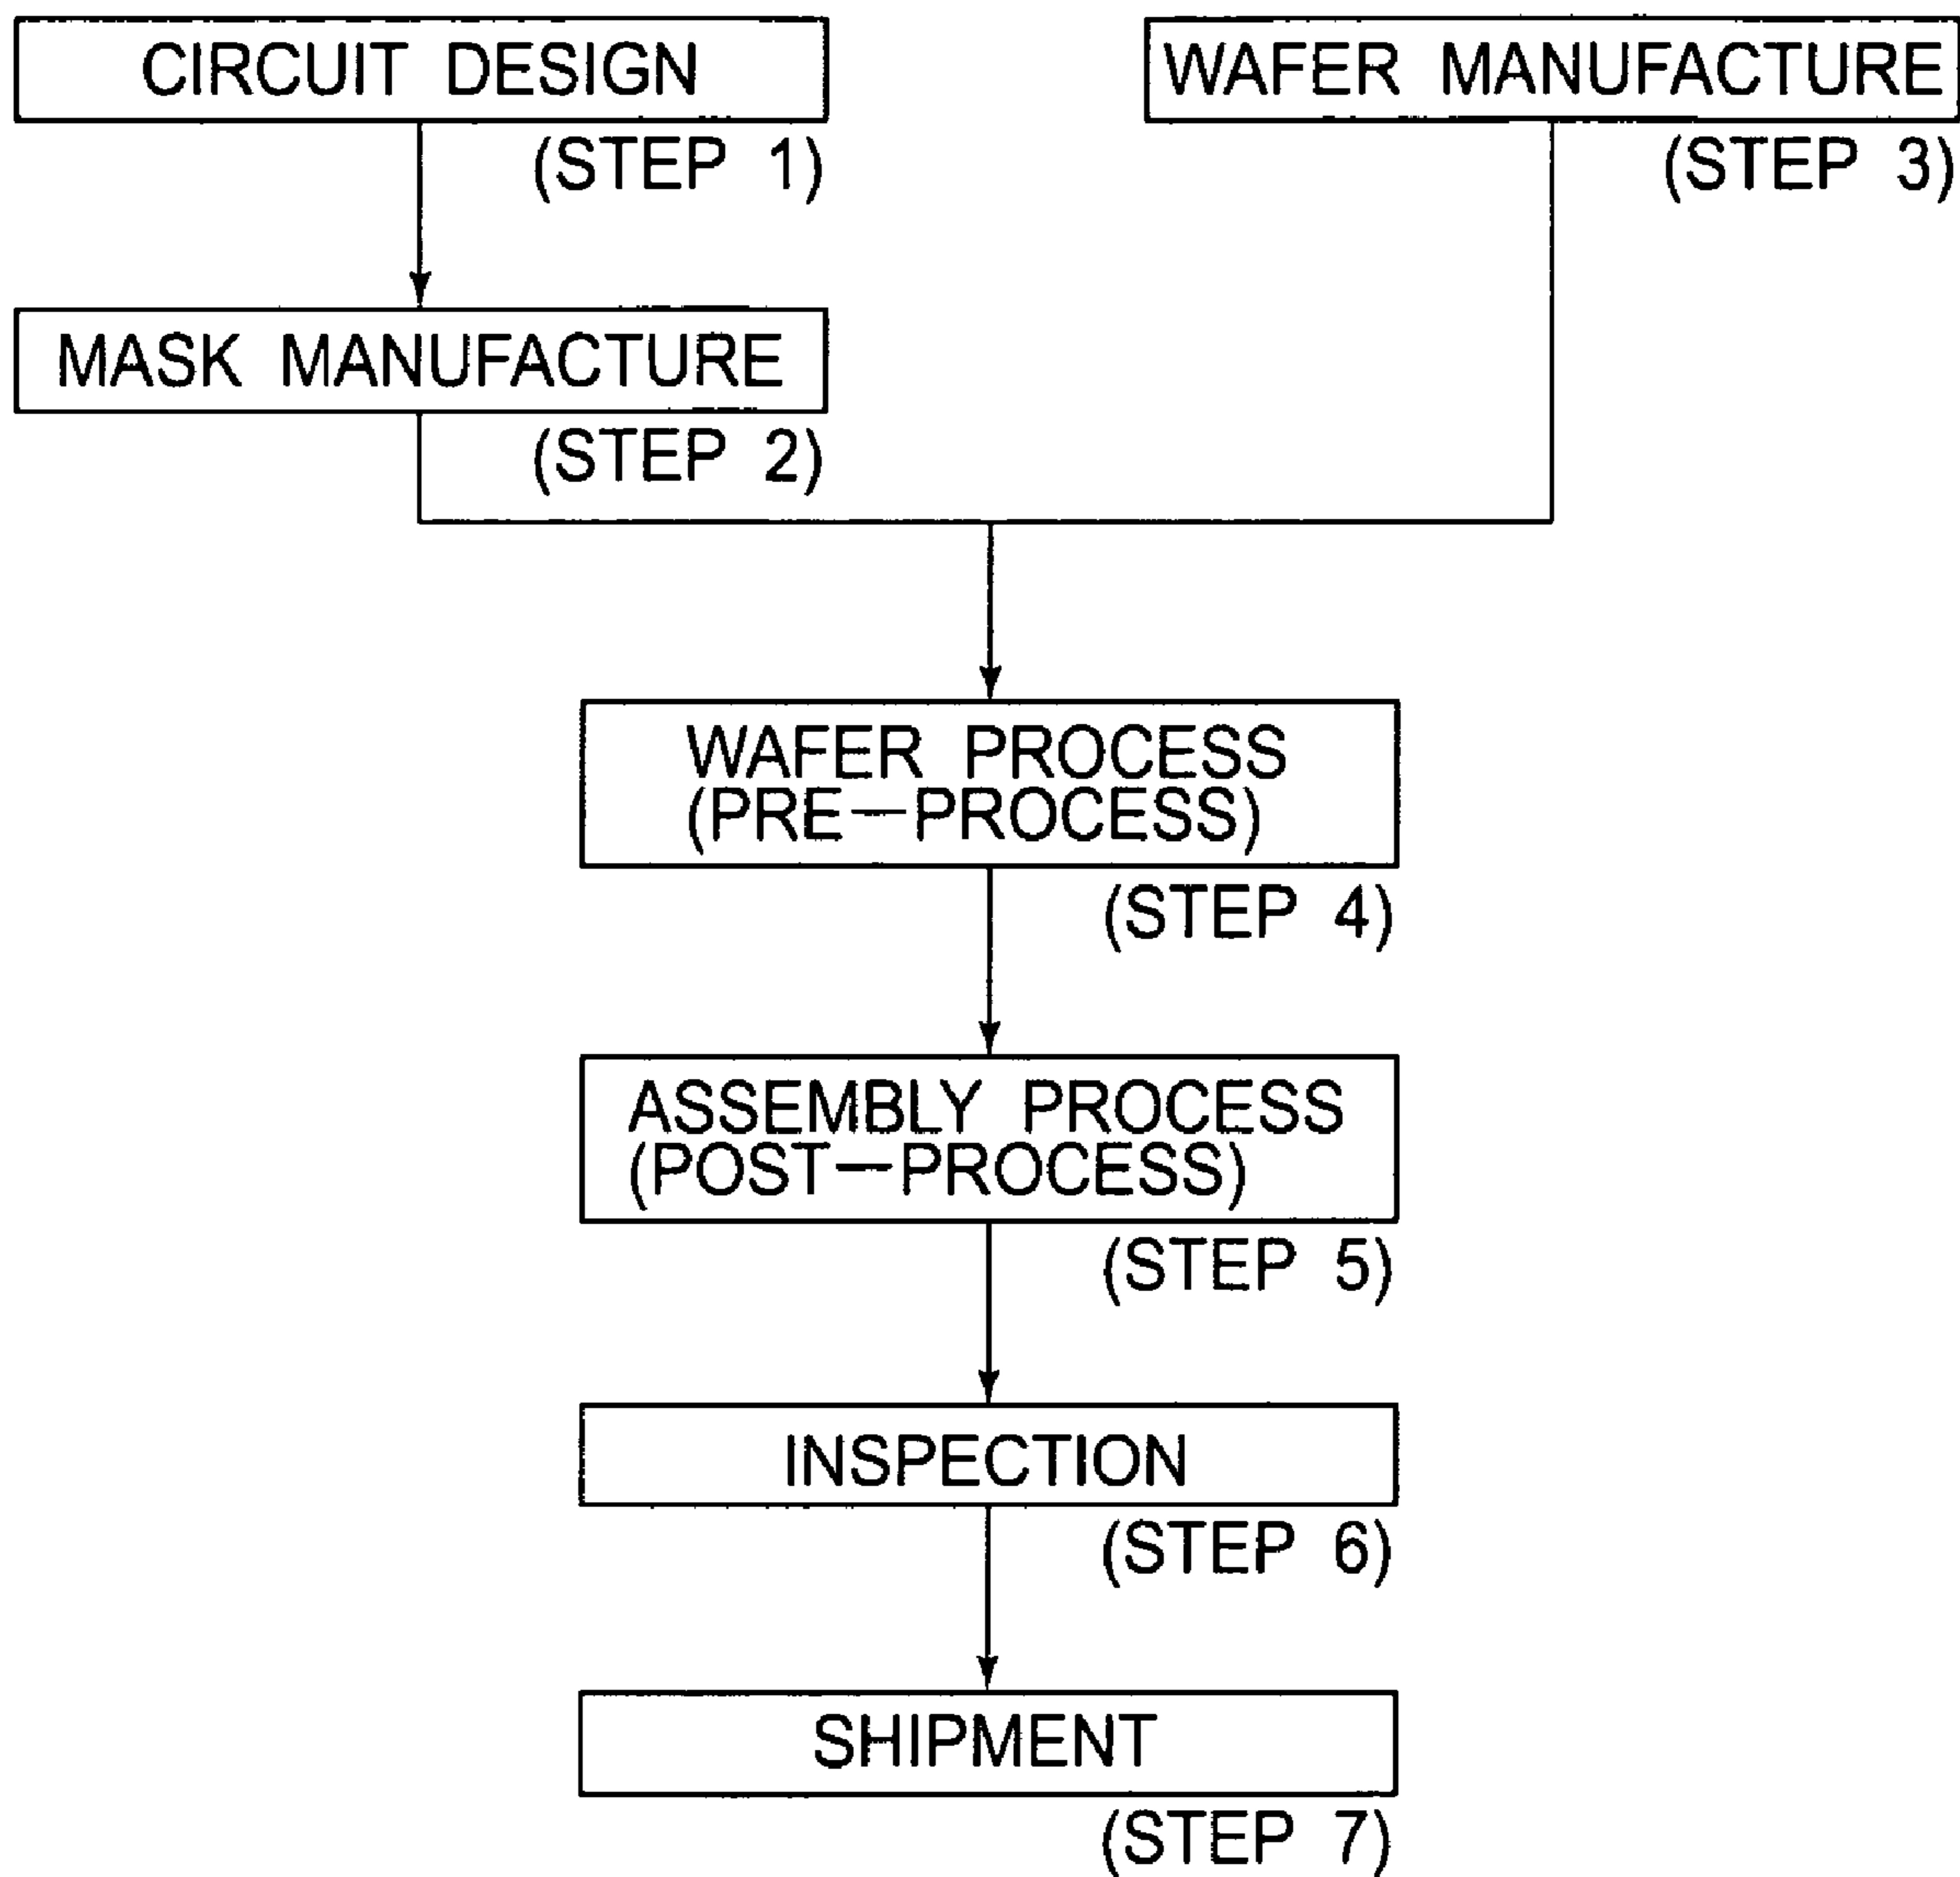 CIRCUIT DESIGN
(STEP 1)
WAFER MANUFACTURE
(STEP 3)
MASK MANUFACTURE
(STEP 2)
WAFER PROCESS
(PRE—PROCESS)
(STEP 4)
ASSEMBLY PROCESS
(POST—PROCESS)
(STEP 5)
INSPECTION
(STEP 6)
SHIPMENT
(STEP 7)